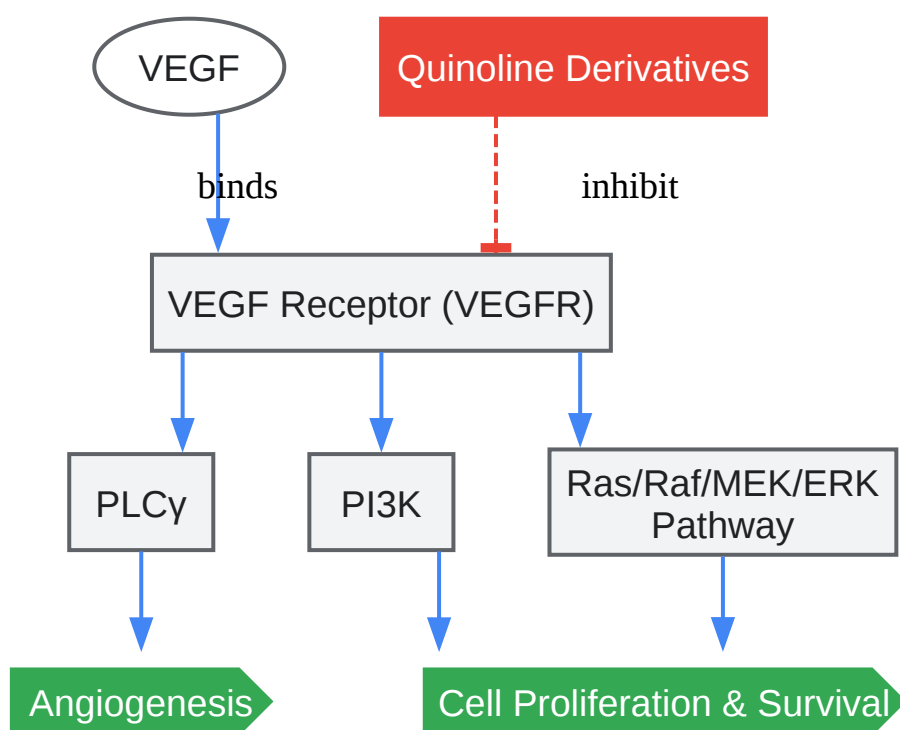 VEGF
Quinoline Derivatives
binds
inhibit
VEGF Receptor (VEGFR)
PLCγ
PI3K
Ras/Raf/MEK/ERK
Pathway
Angiogenesis
Cell Proliferation & Survival